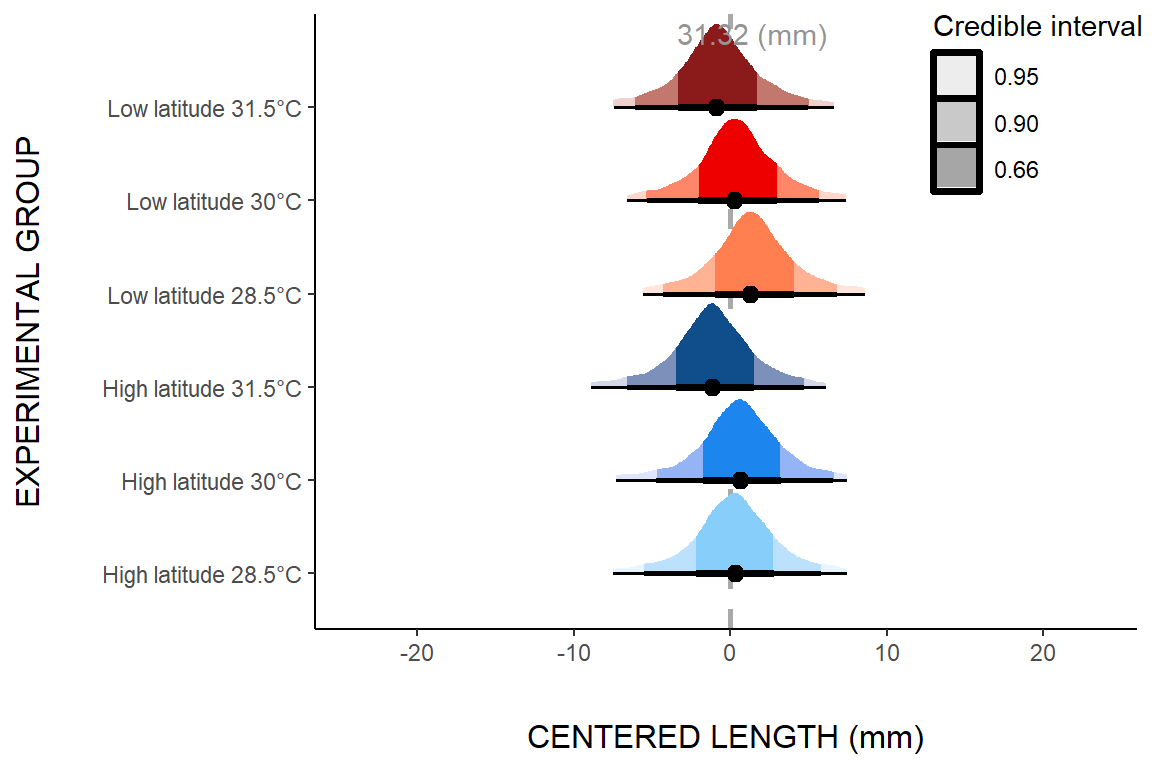 31.32 (mm)
Credible interval
0.95
0.90
0.66
EXPERIMENTAL GROUP
Low latitude 31.5°C
Low latitude 30°C
Low latitude 28.5°C
High latitude 31.5°C
High latitude 30°C
High latitude 28.5°C
-20 -10 0 10 20
CENTERED LENGTH (mm)